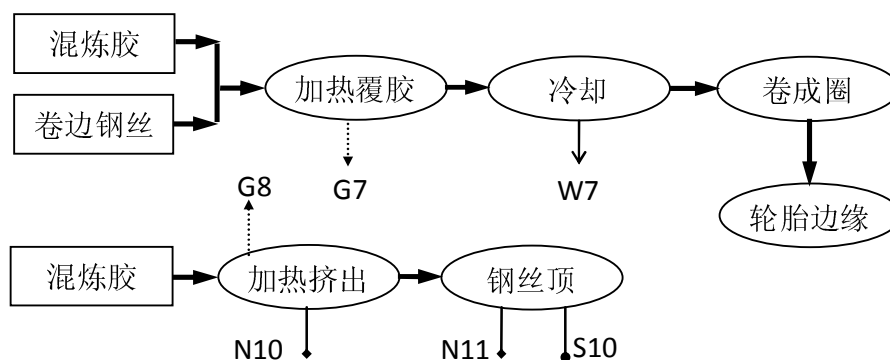 混炼胶
加热覆胶
冷却
卷成圈
卷边钢丝
G8
G7
W7
轮胎边缘
混炼胶
加热挤出
钢丝顶
N10
N11
S10